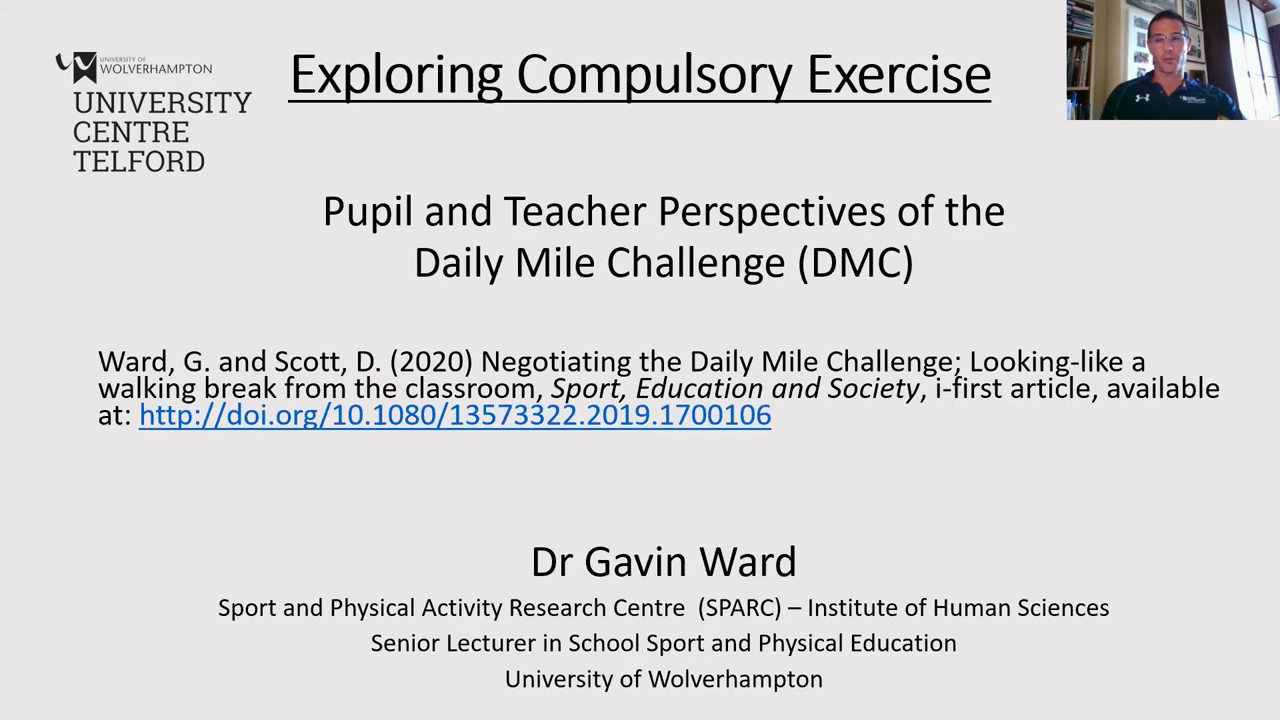 UNIVERSITY OF
WOLVERHAMPTON
UNIVERSITY
CENTRE
TELFORD
Exploring Compulsory Exercise
Pupil and Teacher Perspectives of the
Daily Mile Challenge (DMC)
Ward, G. and Scott, D. (2020) Negotiating the Daily Mile Challenge; Looking-like a
walking break from the classroom, Sport, Education and Society, i-first article, available
at: http://doi.org/10.1080/13573322.2019.1700106
Dr Gavin Ward
Sport and Physical Activity Research Centre (SPARC) – Institute of Human Sciences
Senior Lecturer in School Sport and Physical Education
University of Wolverhampton